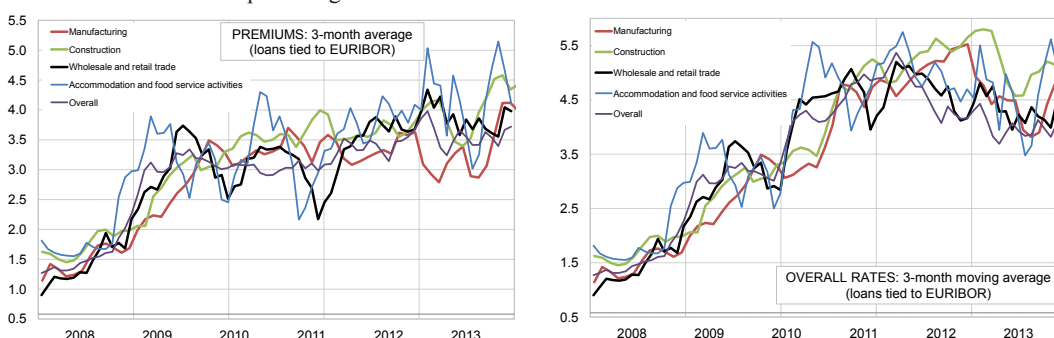 PREMIUMS: 3-month average
(loans tied to EURIBOR)
Manufacturing
Construction
Wholesale and retail trade
Accommodation and food service activities
Overall
5.5
5.0
4.5
4.0
3.5
3.0
2.5
2.0
1.5
1.0
0.5
2008 2009 2010 2011 2012 2013
Manufacturing
Construction
Wholesale and retail trade
Accommodation and food service activities
Overall
5.5
4.5
3.5
2.5
1.5
0.5
OVERALL RATES: 3-month moving average
(loans tied to EURIBOR)
2008 2009 2010 2011 2012 2013